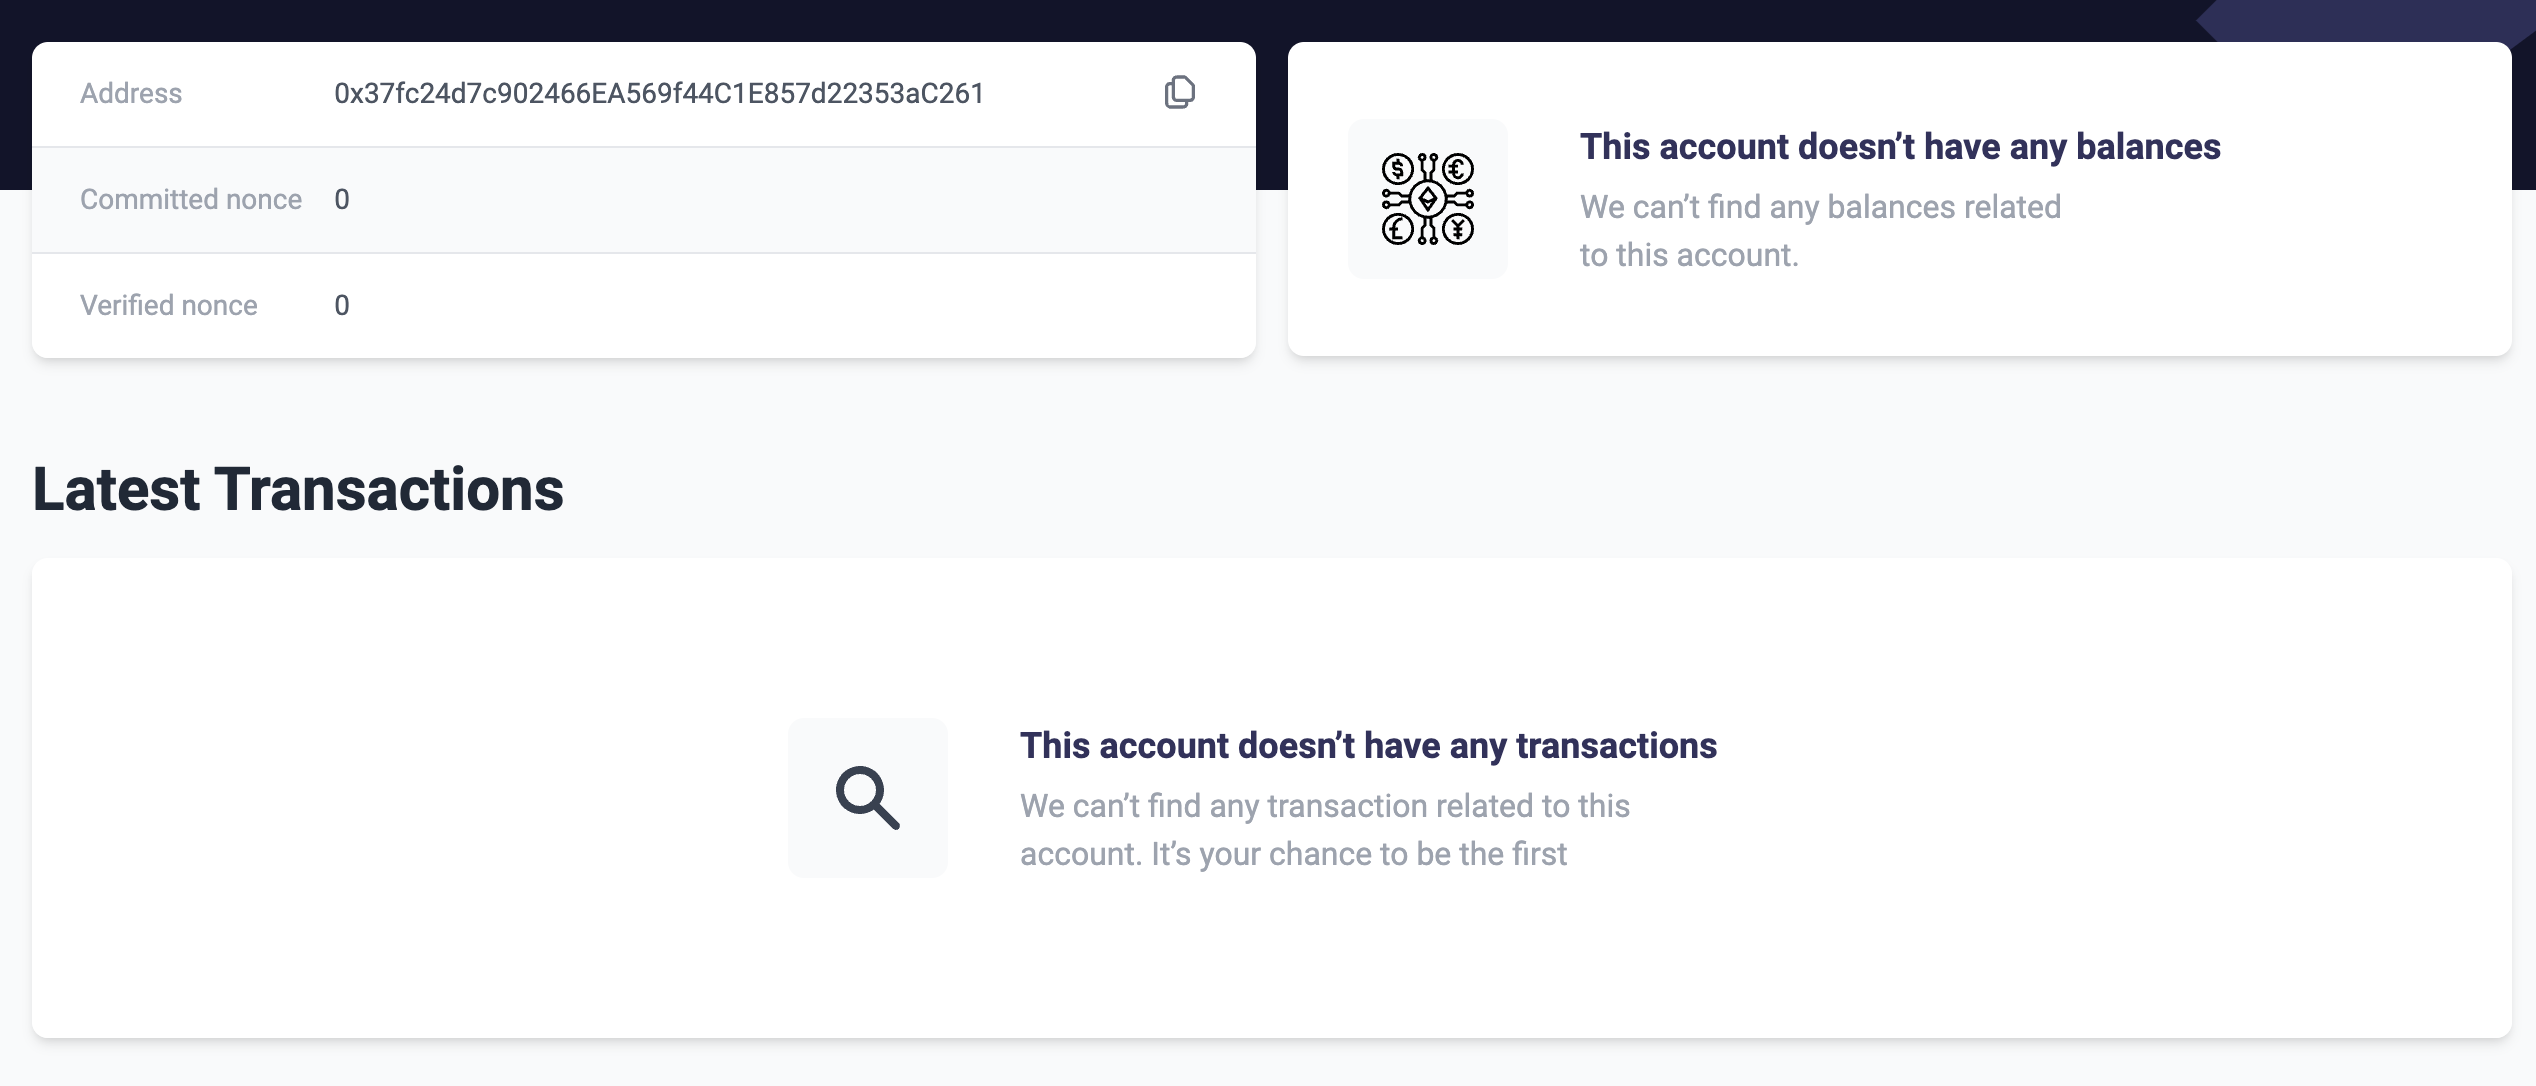 Address 0x37fc24d7c902466EA569f44C1E857d22353aC261
Committed nonce 0
Verified nonce 0
This account doesn’t have any balances
We can’t find any balances related
to this account.
Latest Transactions
This account doesn’t have any transactions
We can’t find any transaction related to this
account. It’s your chance to be the first